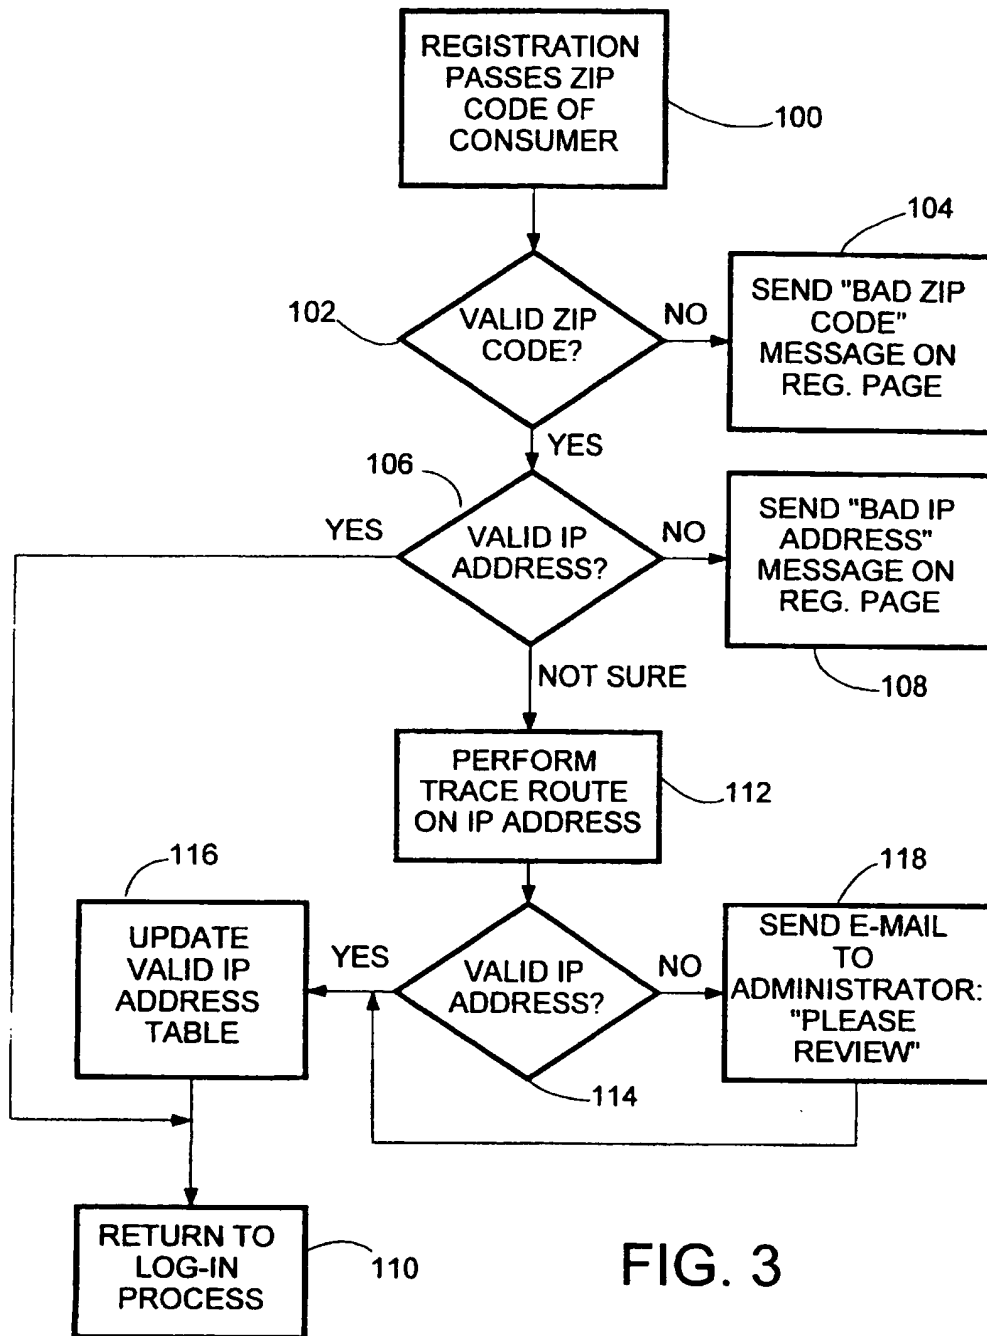 REGISTRATION
PASSES ZIP
CODE OF
CONSUMER
100
104
102
VALID ZIP
CODE?
NO
SEND "BAD ZIP
CODE"
MESSAGE ON
REG. PAGE
YES
106
YES
VALID IP
ADDRESS?
NO
SEND "BAD IP
ADDRESS"
MESSAGE ON
REG. PAGE
108
NOT SURE
PERFORM
TRACE ROUTE
ON IP ADDRESS
112
116
118
UPDATE
VALID IP
ADDRESS
TABLE
YES
VALID IP
ADDRESS?
NO
SEND E-MAIL
TO
ADMINISTRATOR:
"PLEASE
REVIEW"
114
RETURN TO
LOG-IN
PROCESS
110
FIG. 3